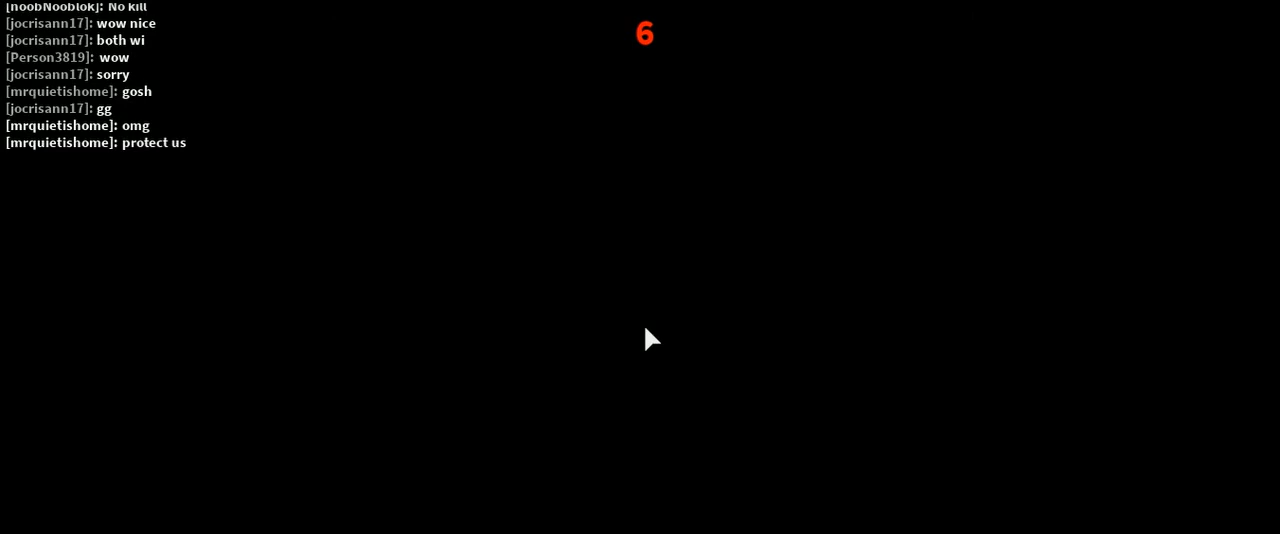 [noobNooblok]: No kill
[jocrisann17]: wow nice
[jocrisann17]: both wi
[Person3819]: wow
[jocrisann17]: sorry
[mrquietishome]: gosh
[jocrisann17]: gg
[mrquietishome]: omg
[mrquietishome]: protect us
6